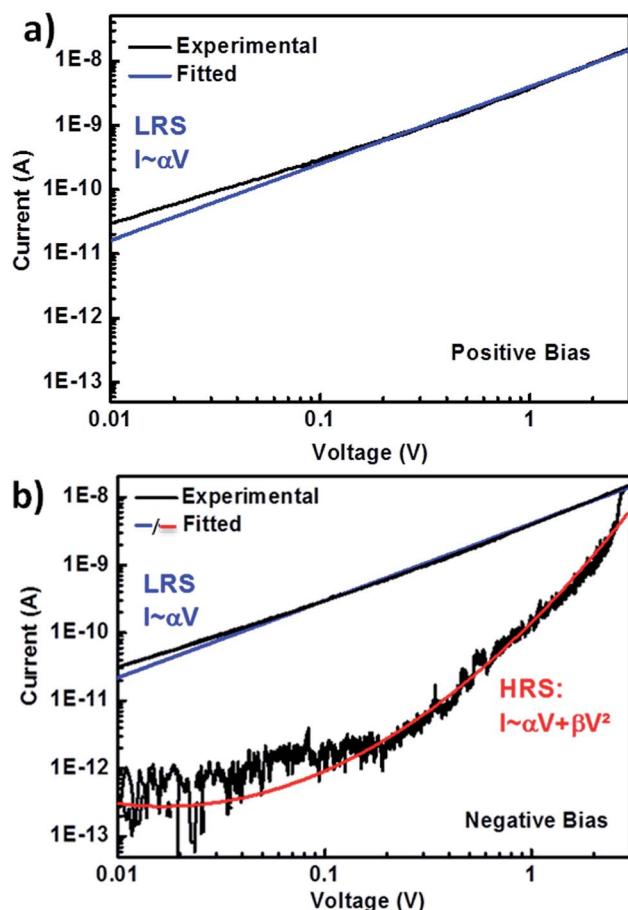 a)
Experimental
Fitted
LRS
I~αV
Current (A)
1E-8
1E-9
1E-10
1E-11
1E-12
1E-13
Positive Bias
0.01
0.1
1
Voltage (V)
b)
Experimental
/ Fitted
LRS
I~αV
Current (A)
1E-8
1E-9
1E-10
1E-11
1E-12
1E-13
HRS:
I~αV+βV²
Negative Bias
0.01
0.1
1
Voltage (V)